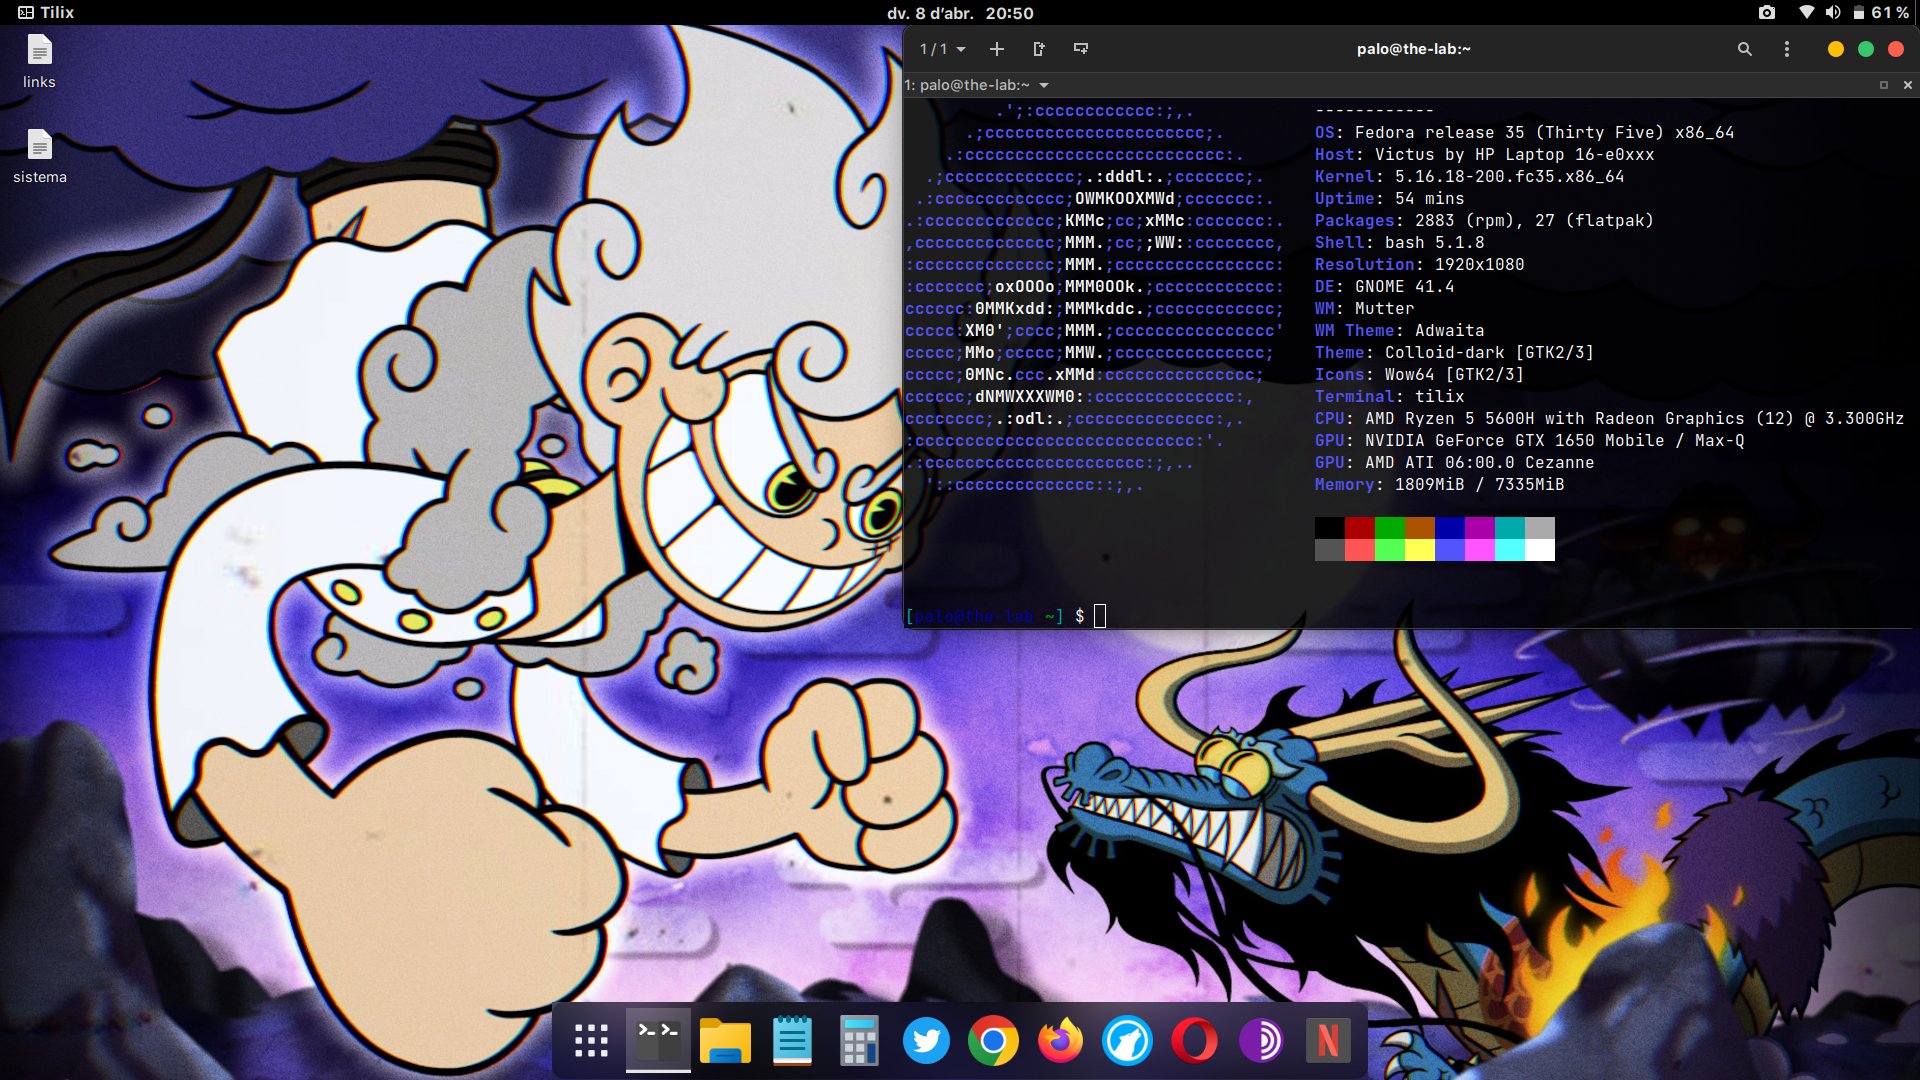 Tilix
dv. 8 d’abr. 20:50
61 %
links
sistema
1 / 1
palo@the-lab:~
1: palo@the-lab:~
.';:cccccccccccc:;,.
------------
.;cccccccccccccccccccccc;.
OS: Fedora release 35 (Thirty Five) x86_64
.:cccccccccccccccccccccccccc:.
Host: Victus by HP Laptop 16-e0xxx
.;ccccccccccccc;.:dddl:.;ccccccc;.
Kernel: 5.16.18-200.fc35.x86_64
.:ccccccccccccc;OWMKOOXMWd;ccccccc:.
Uptime: 54 mins
.:ccccccccccccc;KMMc;cc;xMMc:ccccccc:.
Packages: 2883 (rpm), 27 (flatpak)
,cccccccccccccc;MMM.;cc;;WW::cccccccc,
Shell: bash 5.1.8
:cccccccccccccc;MMM.;cccccccccccccccc:
Resolution: 1920x1080
:ccccccc;oxOOOo;MMM0OOk.;cccccccccccc:
DE: GNOME 41.4
cccccc:0MMKxdd:;MMMkddc.;cccccccccccc;
WM: Mutter
ccccc:XM0';cccc;MMM.;cccccccccccccccc'
WM Theme: Adwaita
ccccc;MMo;ccccc;MMW.;ccccccccccccccc;
Theme: Colloid-dark [GTK2/3]
ccccc;0MNc.ccc.xMMd:ccccccccccccccc;
Icons: Wow64 [GTK2/3]
cccccc;dNMWXXXWM0::cccccccccccccc:,
Terminal: tilix
cccccccc;.:odl:.;cccccccccccccc:,.
CPU: AMD Ryzen 5 5600H with Radeon Graphics (12) @ 3.300GHz
:cccccccccccccccccccccccccccc:'.
GPU: NVIDIA GeForce GTX 1650 Mobile / Max-Q
.:cccccccccccccccccccccc:;,..
GPU: AMD ATI 06:00.0 Cezanne
'::cccccccccccccc::;,.
Memory: 1809MiB / 7335MiB
[palo@the-lab ~] $